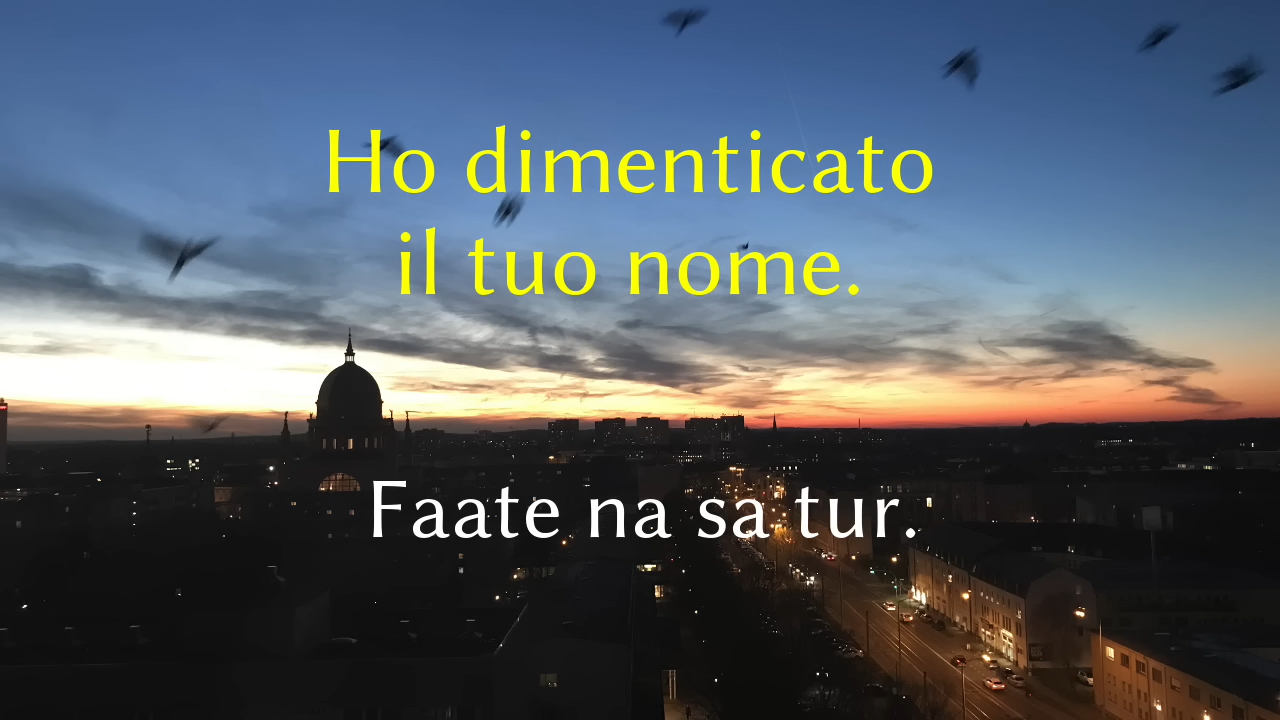 Ho dimenticato
il tuo nome.
Faate na sa tur.